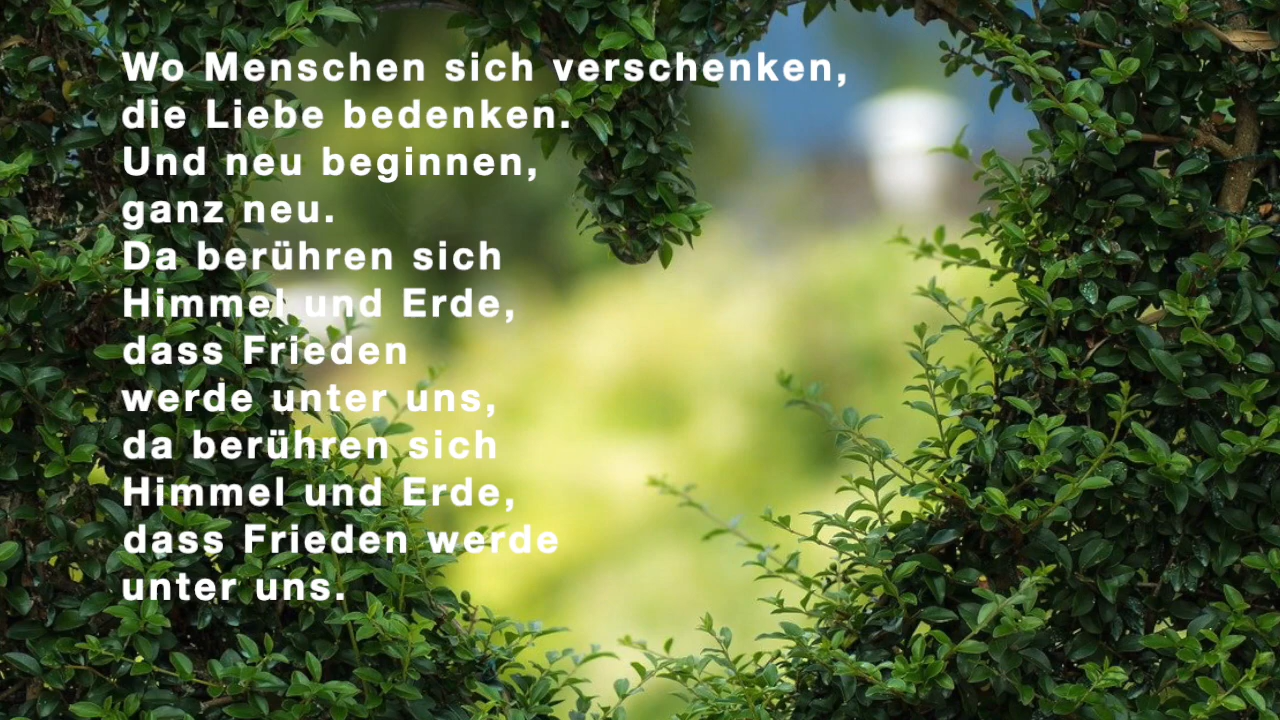 Wo Menschen sich verschenken,
die Liebe bedenken.
Und neu beginnen,
ganz neu.
Da berühren sich
Himmel und Erde,
dass Frieden
werde unter uns,
da berühren sich
Himmel und Erde,
dass Frieden werde
unter uns.